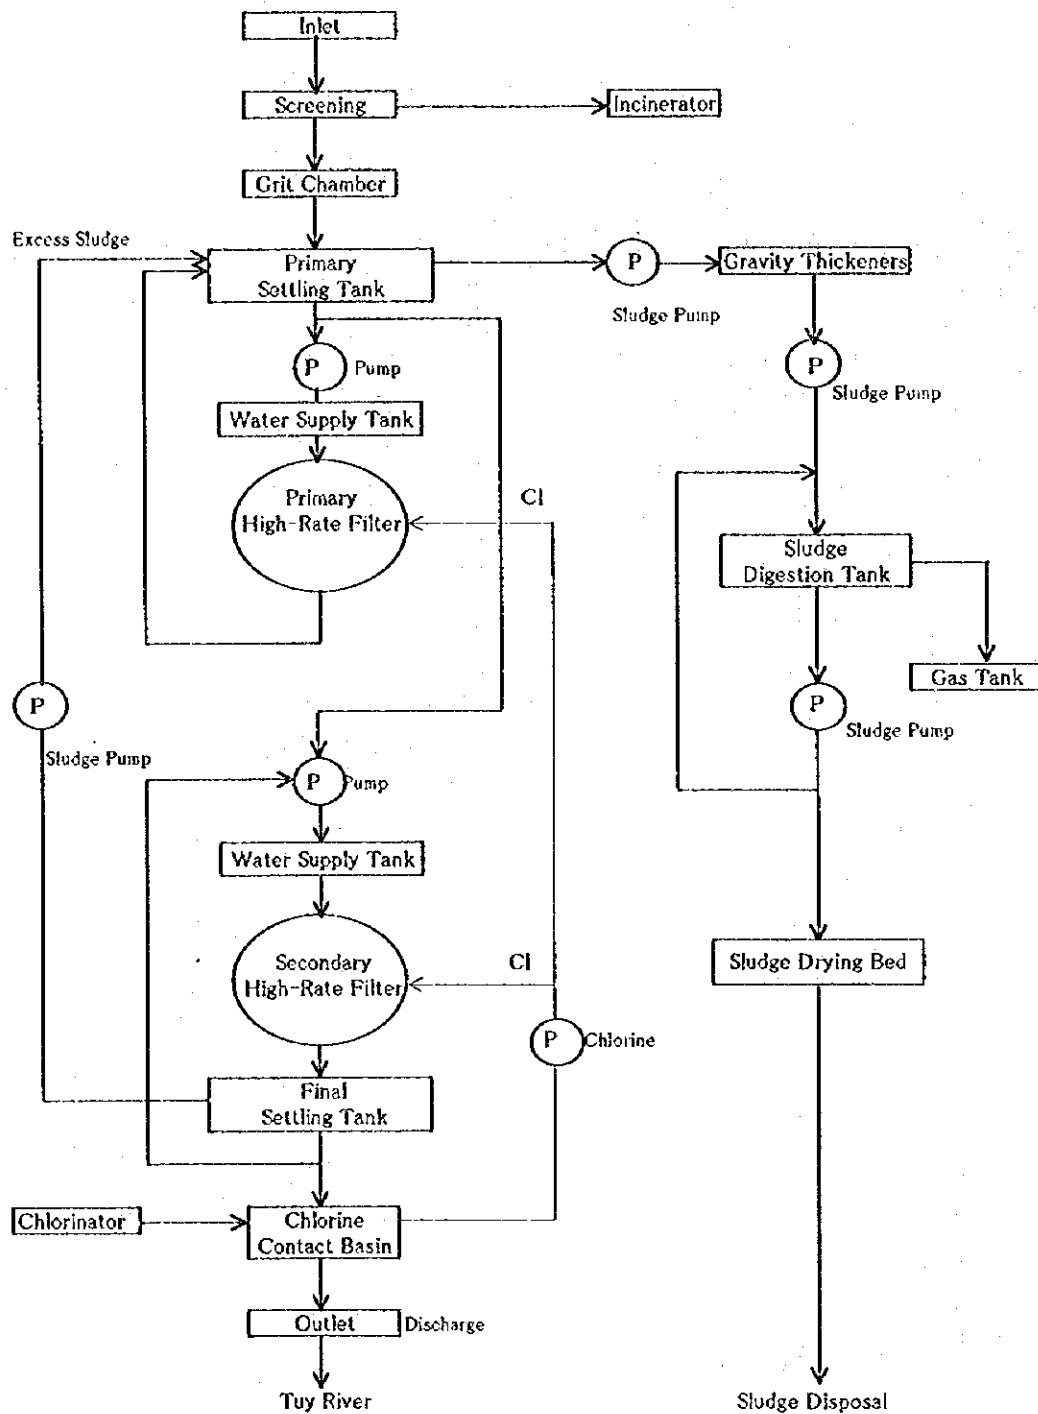 Inlet
Screening
Incinerator
Grit Chamber
Excess Sludge
Primary
Settling Tank
P
Gravity Thickeners
Sludge Pump
P
Pump
P
Sludge Pump
Water Supply Tank
Primary
High-Rate Filter
Cl
Sludge
Digestion Tank
Gas Tank
P
Sludge Pump
P
Sludge Pump
P
Pump
Water Supply Tank
Secondary
High-Rate Filter
Cl
Sludge Drying Bed
P
Chlorine
Final
Settling Tank
Chlorinator
Chlorine
Contact Basin
Outlet
Discharge
Tuy River
Sludge Disposal